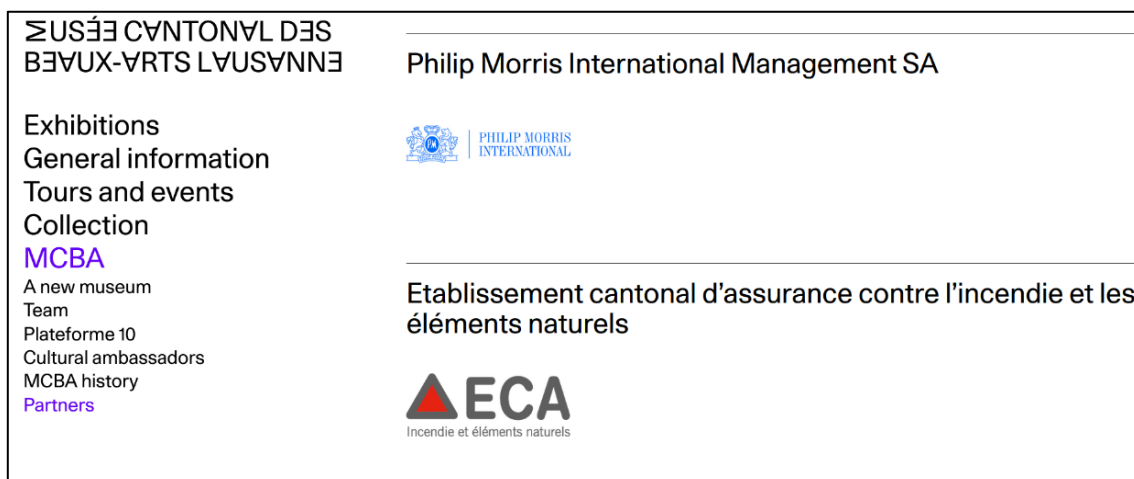 MUSÉE CANTONAL DES
BEAUX-ARTS LAUSANNE
Exhibitions
General information
Tours and events
Collection
MCBA
A new museum
Team
Plateforme 10
Cultural ambassadors
MCBA history
Partners
Philip Morris International Management SA
PM
PHILIP MORRIS
INTERNATIONAL
Etablissement cantonal d’assurance contre l’incendie et les
éléments naturels
ECA
Incendie et éléments naturels